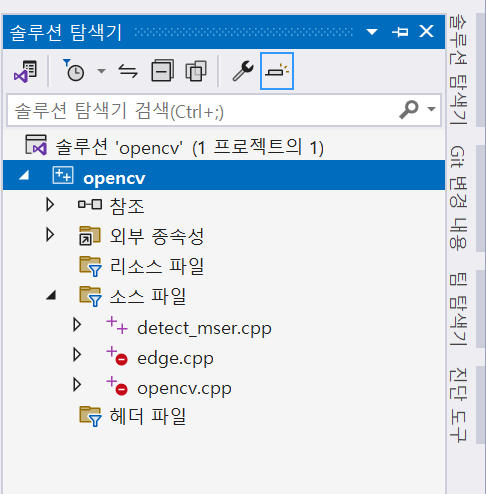 솔루션 탐색기
솔루션 탐색기 검색(Ctrl+;)
솔루션 'opencv' (1 프로젝트의 1)
opencv
참조
외부 종속성
리소스 파일
소스 파일
detect_mser.cpp
edge.cpp
opencv.cpp
헤더 파일
솔루션 탐색기
Git 변경 내용
팀 탐색기
진단 도구